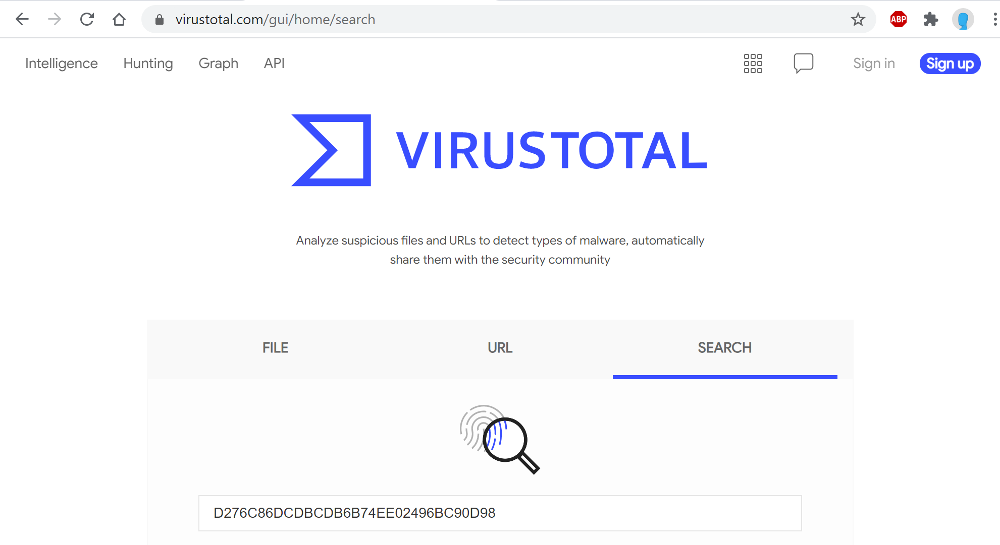 virustotal.com/gui/home/search
ABP
Intelligence Hunting Graph API Sign in Sign up
VIRUSTOTAL
Analyze suspicious files and URLs to detect types of malware, automatically
share them with the security community
FILE URL SEARCH
D276C86DCDBCDB6B74EE02496BC90D98